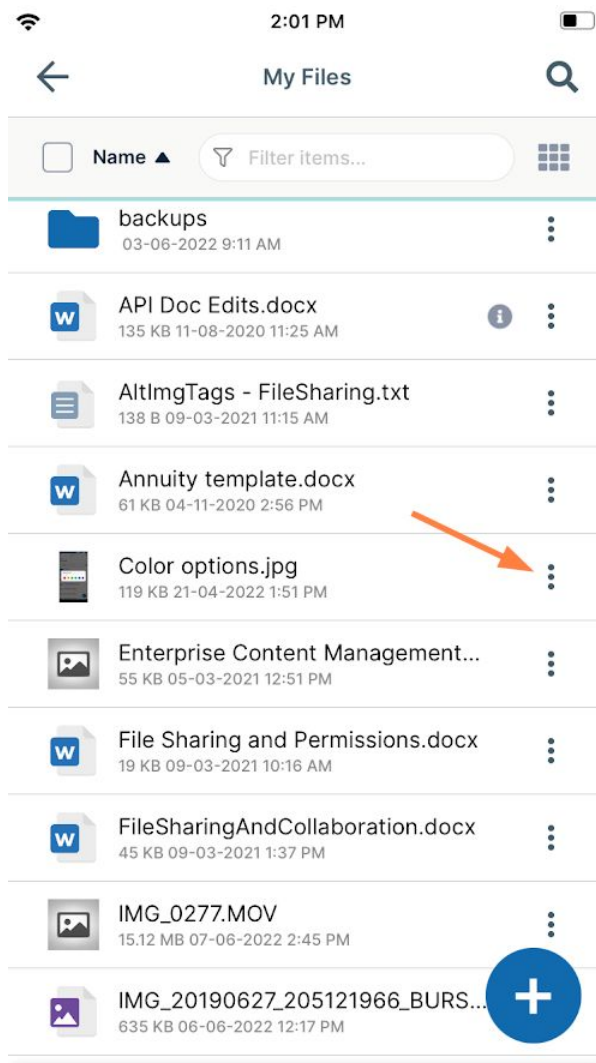 2:01 PM
My Files
Name ▲ Filter items...
backups
03-06-2022 9:11 AM
API Doc Edits.docx
135 KB 11-08-2020 11:25 AM
AltImgTags - FileSharing.txt
138 B 09-03-2021 11:15 AM
Annuity template.docx
61 KB 04-11-2020 2:56 PM
Color options.jpg
119 KB 21-04-2022 1:51 PM
Enterprise Content Management...
55 KB 05-03-2021 12:51 PM
File Sharing and Permissions.docx
19 KB 09-03-2021 10:16 AM
FileSharingAndCollaboration.docx
45 KB 09-03-2021 1:37 PM
IMG_0277.MOV
15.12 MB 07-06-2022 2:45 PM
IMG_20190627_205121966_BURS...
635 KB 06-06-2022 12:17 PM